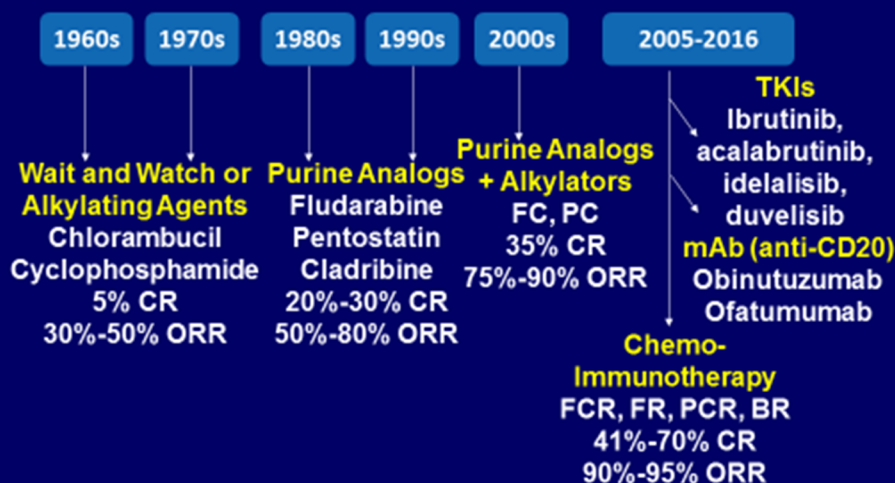 1960s
1970s
1980s
1990s
2000s
2005-2016
Wait and Watch or
Alkylating Agents
Chlorambucil
Cyclophosphamide
5% CR
30%-50% ORR
Purine Analogs
Fludarabine
Pentostatin
Cladribine
20%-30% CR
50%-80% ORR
Purine Analogs
+ Alkylators
FC, PC
35% CR
75%-90% ORR
TKIs
Ibrutinib,
acalabrutinib,
idelalisib,
duvelisib
mAb (anti-CD20)
Obinutuzumab
Ofatumumab
Chemo-
Immunotherapy
FCR, FR, PCR, BR
41%-70% CR
90%-95% ORR